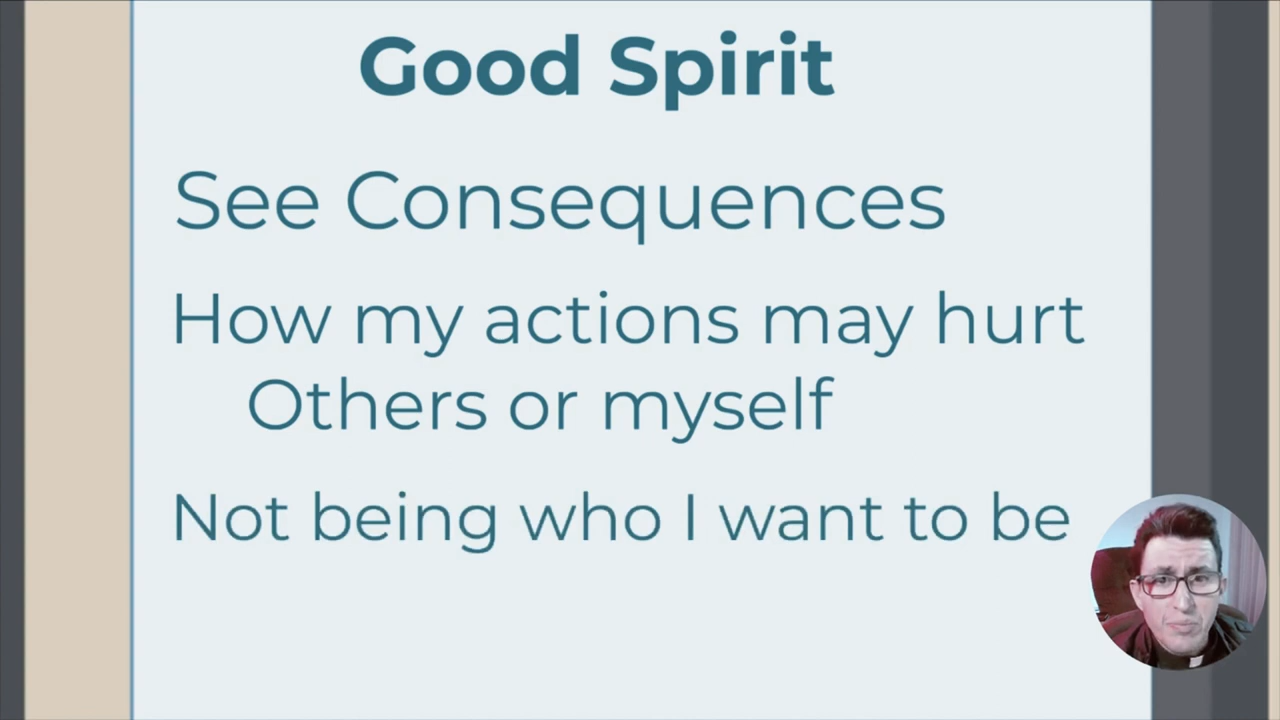 Good Spirit
See Consequences
How my actions may hurt
Others or myself
Not being who I want to be